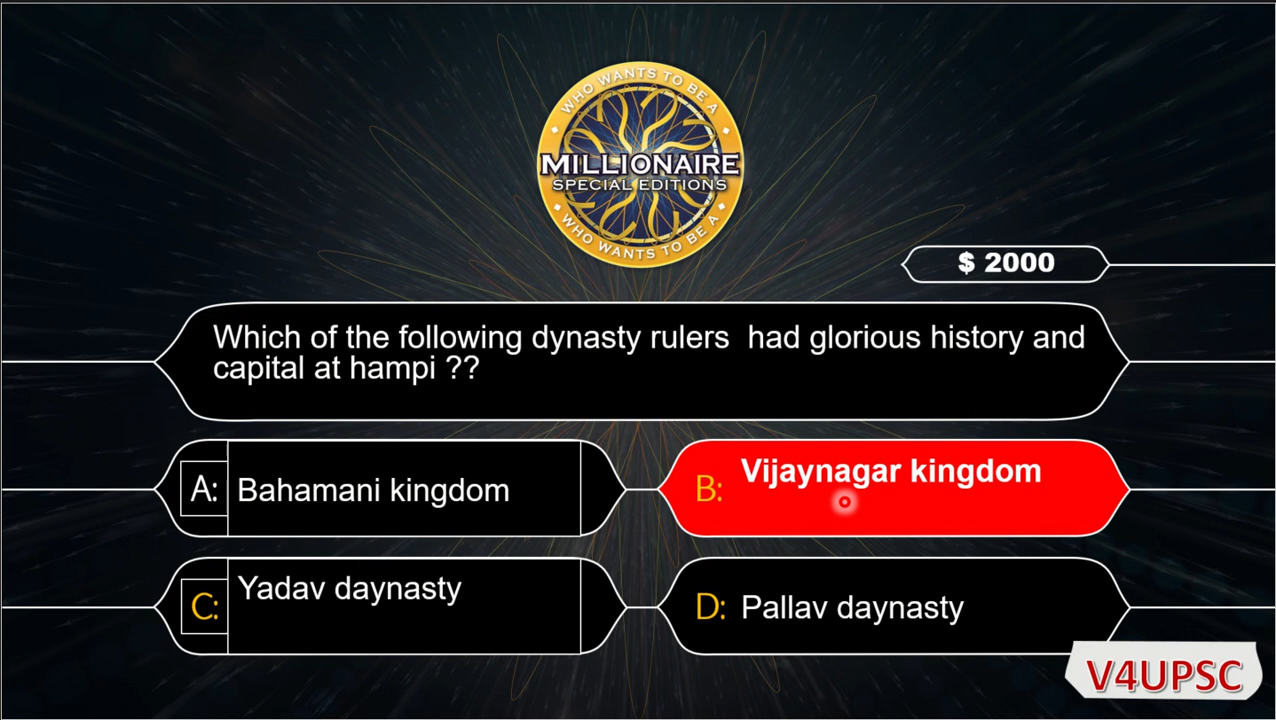 WHO WANTS TO BE A
MILLIONAIRE
SPECIAL EDITIONS
WHO WANTS TO BE A
$ 2000
Which of the following dynasty rulers had glorious history and
capital at hampi ??
A: Bahamani kingdom
B: Vijaynagar kingdom
C: Yadav daynasty
D: Pallav daynasty
V4UPSC